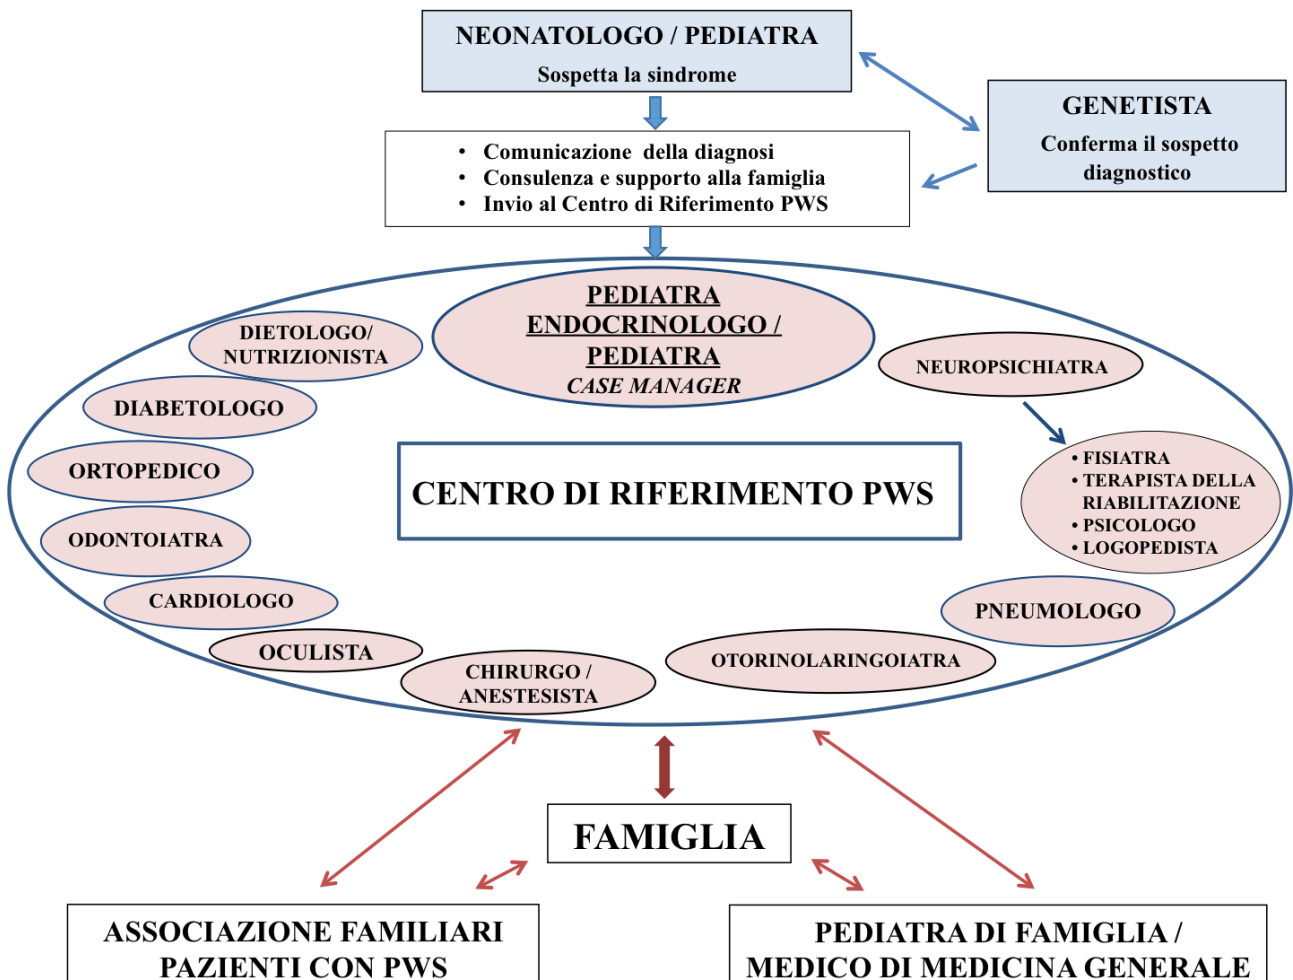 NEONATOLOGO / PEDIATRA
Sospetta la sindrome
GENETISTA
Conferma il sospetto
diagnostico
• Comunicazione della diagnosi
• Consulenza e supporto alla famiglia
• Invio al Centro di Riferimento PWS
PEDIATRA
ENDOCRINOLOGO /
PEDIATRA
CASE MANAGER
DIETOLOGO/
NUTRIZIONISTA
NEUROPSICHIATRA
DIABETOLOGO
ORTOPEDICO
• FISIATRA
• TERAPISTA DELLA
RIABILITAZIONE
• PSICOLOGO
• LOGOPEDISTA
CENTRO DI RIFERIMENTO PWS
ODONTOIATRA
CARDIOLOGO
PNEUMOLOGO
OCULISTA
CHIRURGO /
ANESTESISTA
OTORINOLARINGOIATRA
FAMIGLIA
ASSOCIAZIONE FAMILIARI
PAZIENTI CON PWS
PEDIATRA DI FAMIGLIA /
MEDICO DI MEDICINA GENERALE